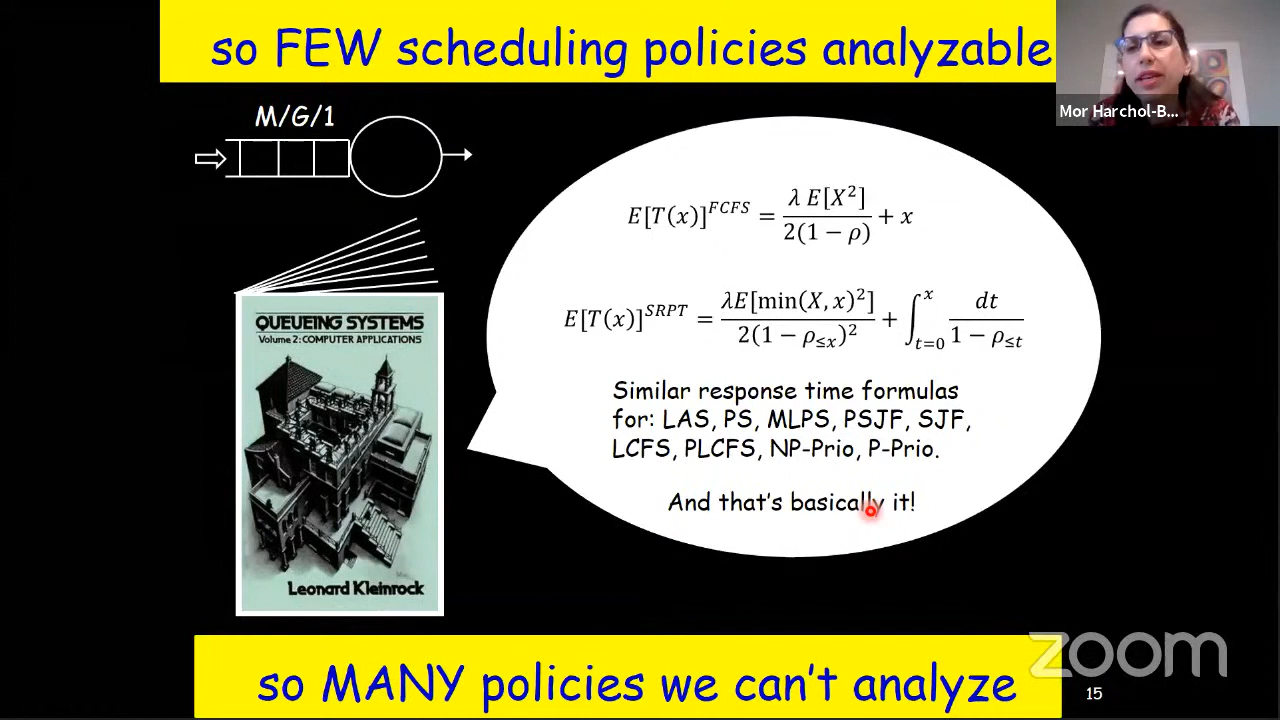 so FEW scheduling policies analyzable
Mor Harchol-B...
M/G/1
E[T(x)]^{FCFS} = \frac{λ E[X^2]}{2(1 − ρ)} + x
E[T(x)]^{SRPT} = \frac{λE[min(X, x)^2]}{2(1 − ρ_{≤x})^2} + ∫_{t=0}^{x} \frac{dt}{1 − ρ_{≤t}}
Similar response time formulas
for: LAS, PS, MLPS, PSJF, SJF,
LCFS, PLCFS, NP-Prio, P-Prio.
And that's basically it!
QUEUEING SYSTEMS
Volume 2: COMPUTER APPLICATIONS
Leonard Kleinrock
so MANY policies we can't analyze
zoom
15